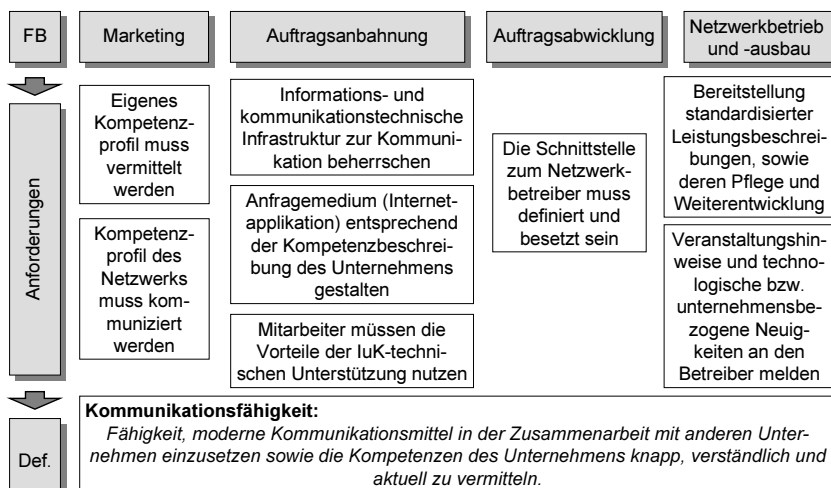 FB
Marketing
Auftragsanbahnung
Auftragsabwicklung
Netzwerkbetrieb
und -ausbau
Anforderungen
Eigenes
Kompetenz-
profil muss
vermittelt
werden
Kompetenz-
profil des
Netzwerks
muss kom-
muniziert
werden
Informations- und
kommunikationstechnische
Infrastruktur zur Kommuni-
kation beherrschen
Anfragemedium (Internet-
applikation) entsprechend
der Kompetenzbeschrei-
bung des Unternehmens
gestalten
Mitarbeiter müssen die
Vorteile der IuK-techni-
schen Unterstützung nutzen
Die Schnittstelle
zum Netzwerk-
betreiber muss
definiert und
besetzt sein
Bereitstellung
standardisierter
Leistungsbeschrei-
bungen, sowie
deren Pflege und
Weiterentwicklung
Veranstaltungshin-
weise und techno-
logische bzw.
unternehmensbe-
zogene Neuig-
keiten an den
Betreiber melden
Def.
Kommunikationsfähigkeit:
Fähigkeit, moderne Kommunikationsmittel in der Zusammenarbeit mit anderen Unter-
nehmen einzusetzen sowie die Kompetenzen des Unternehmens knapp, verständlich und
aktuell zu vermitteln.